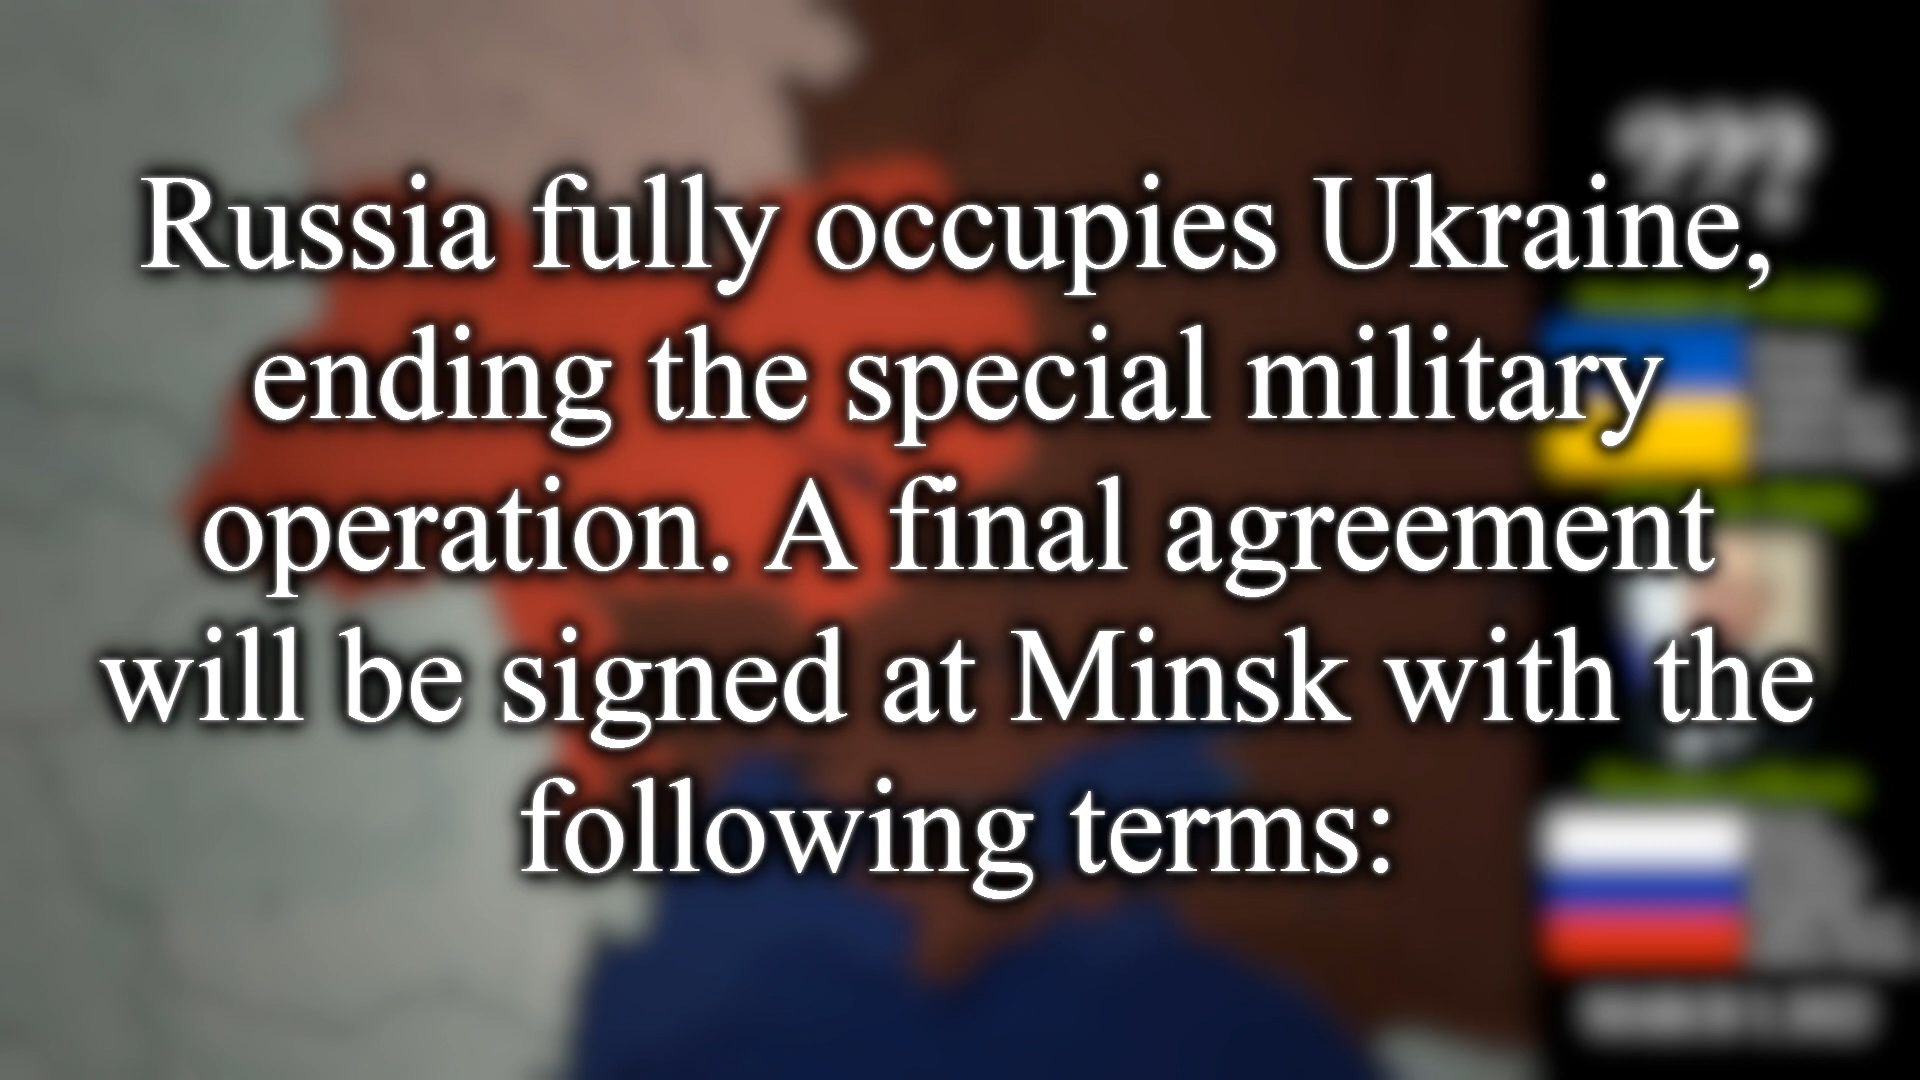 Russia fully occupies Ukraine,
ending the special military
operation. A final agreement
will be signed at Minsk with the
following terms:
???